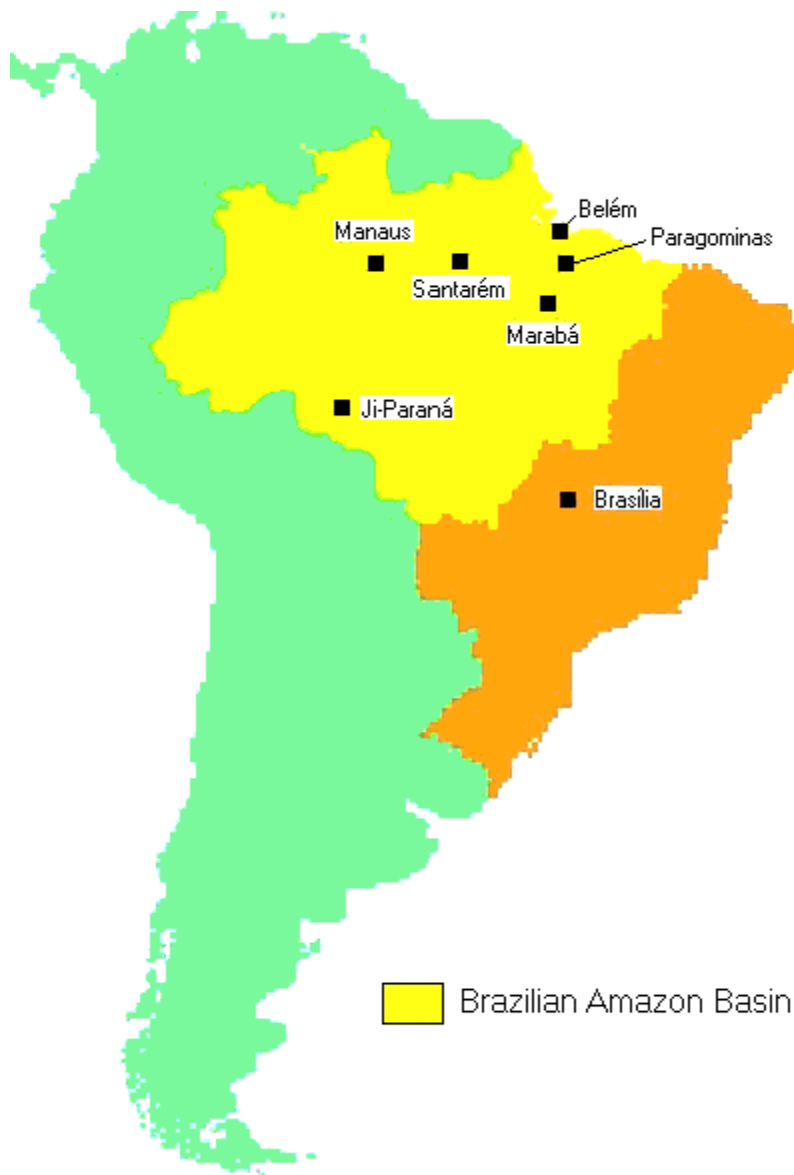 Belém
Manaus
Paragominas
Santarém
Marabá
Ji-Paraná
Brasília
Brazilian Amazon Basin